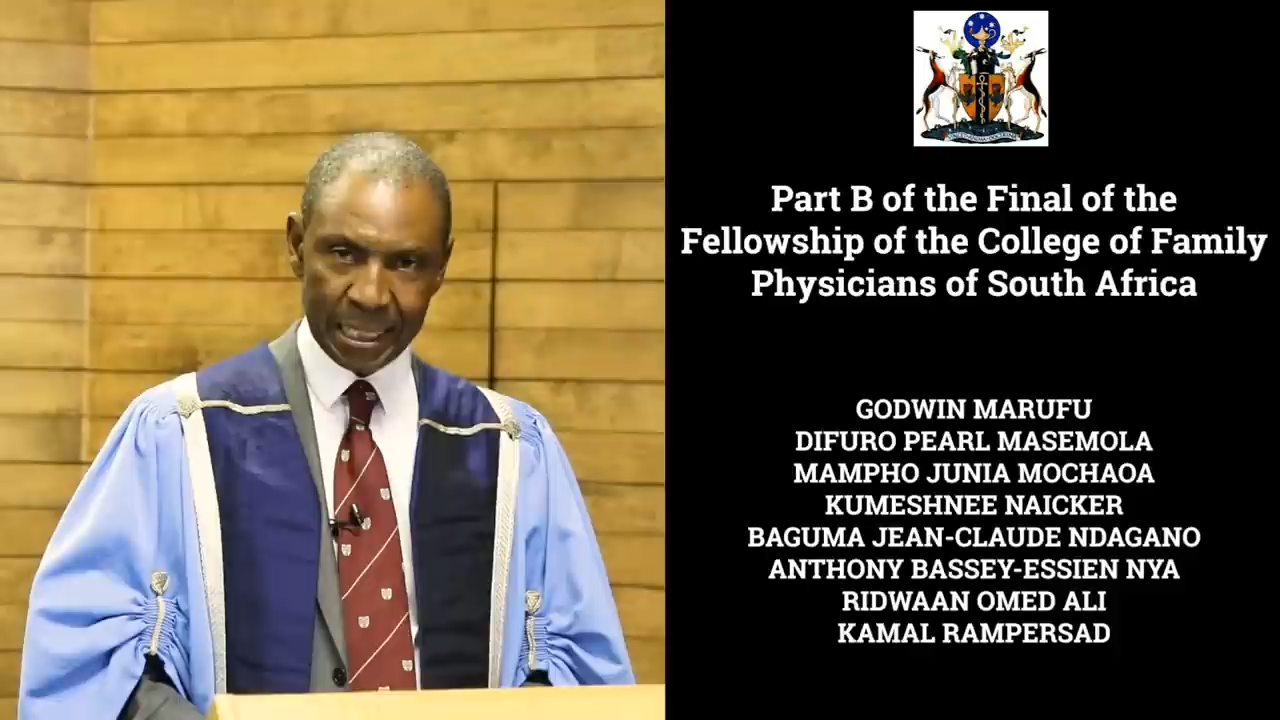 Part B of the Final of the
Fellowship of the College of Family
Physicians of South Africa
GODWIN MARUFU
DIFURO PEARL MASEMOLA
MAMPHO JUNIA MOCHAOA
KUMESHNEE NAICKER
BAGUMA JEAN-CLAUDE NDAGANO
ANTHONY BASSEY-ESSIEN NYA
RIDWAAN OMED ALI
KAMAL RAMPERSAD